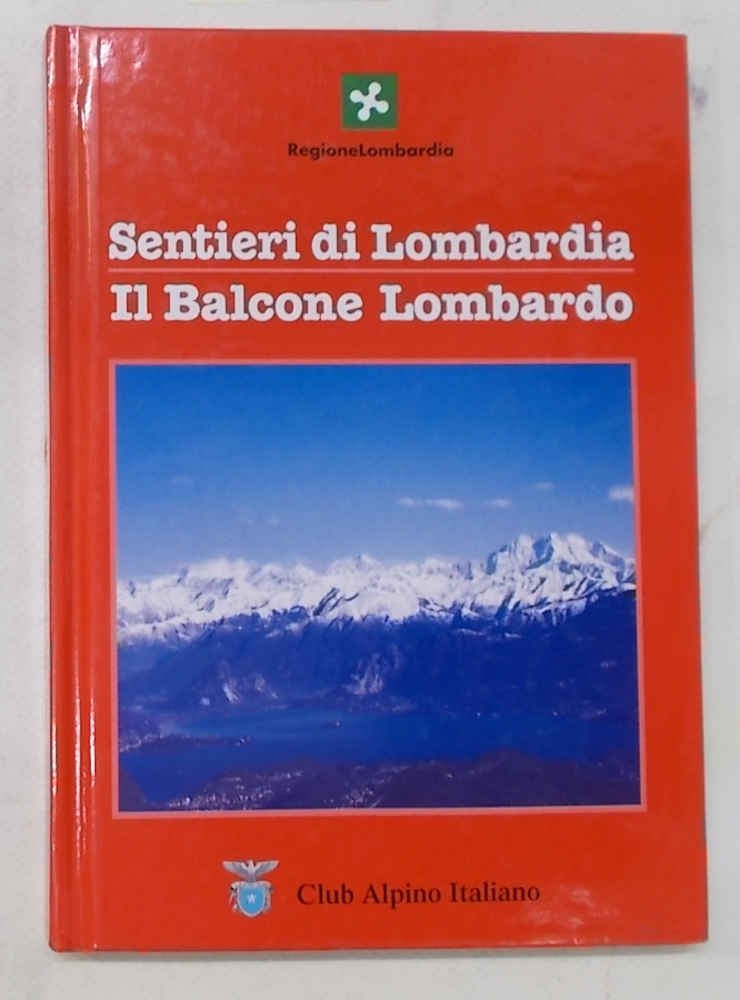 RegioneLombardia
Sentieri di Lombardia
Il Balcone Lombardo
Club Alpino Italiano